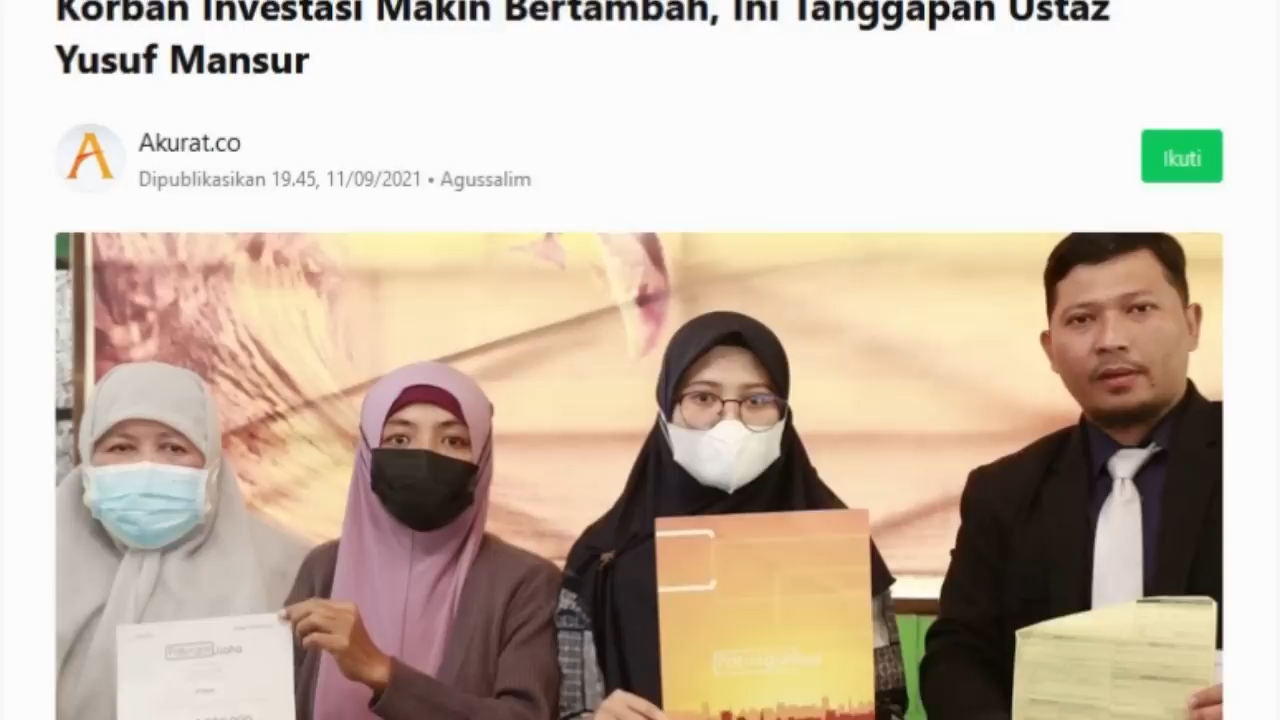 Korban Investasi Makin Bertambah, Ini Tanggapan Ustaz
Yusuf Mansur
Akurat.co
Dipublikasikan 19.45, 11/09/2021 • Agussalim
Ikuti